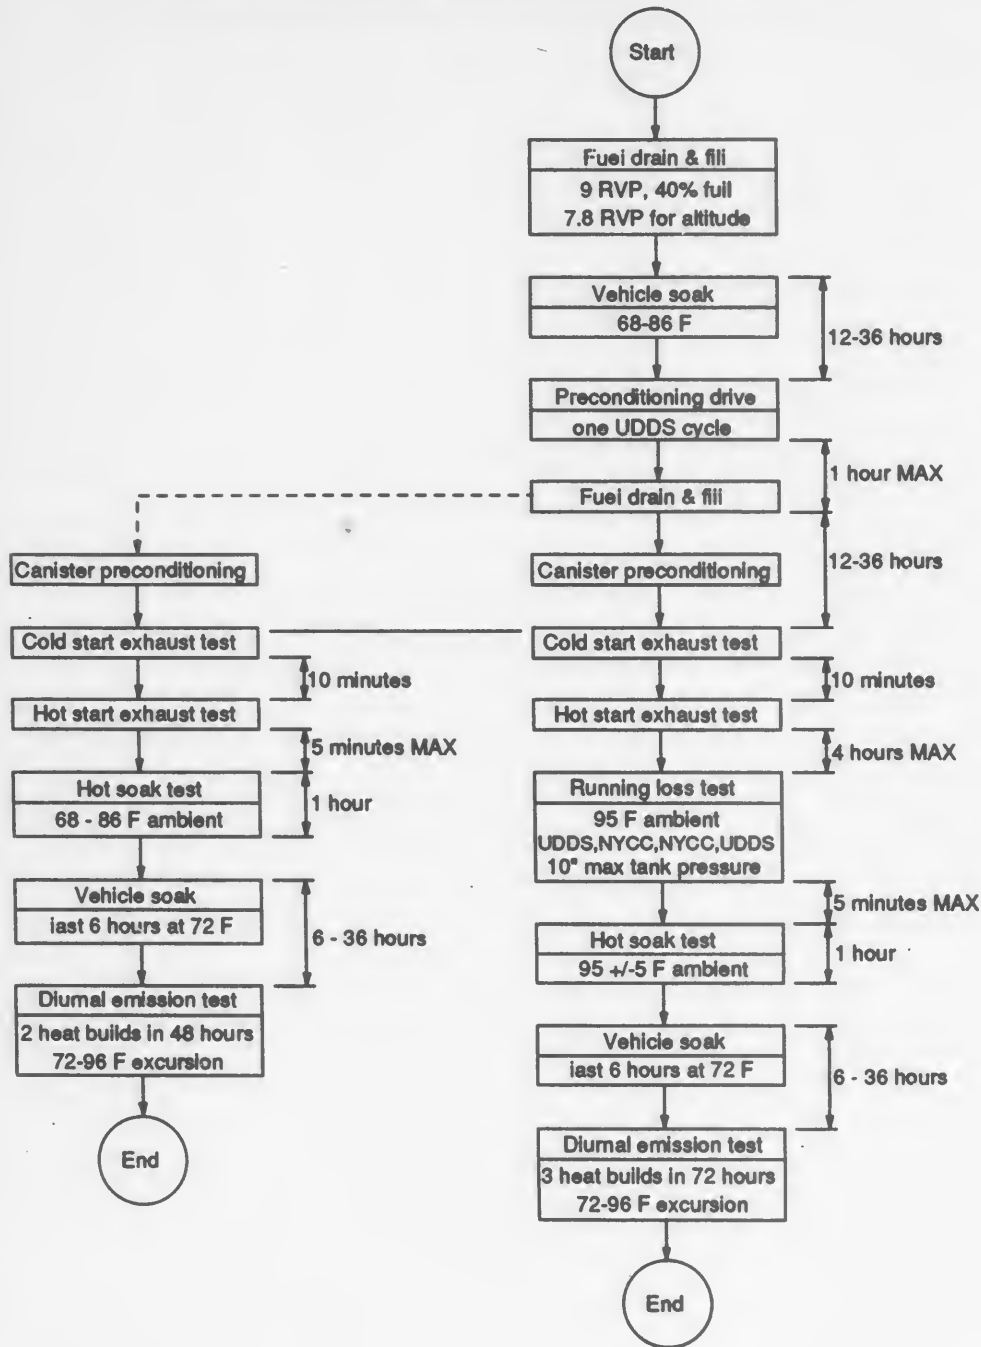 Start
Fuel drain & fill
9 RVP, 40% full
7.8 RVP for altitude
Vehicle soak
68-86 F
12-36 hours
Preconditioning drive
one UDDS cycle
1 hour MAX
Fuel drain & fill
12-36 hours
Canister preconditioning
Cold start exhaust test
10 minutes
Hot start exhaust test
4 hours MAX
Running loss test
95 F ambient
UDDS,NYCC,NYCC,UDDS
10" max tank pressure
5 minutes MAX
Hot soak test
95 +/-5 F ambient
1 hour
Vehicle soak
last 6 hours at 72 F
6 - 36 hours
Diurnal emission test
3 heat builds in 72 hours
72-96 F excursion
End
Canister preconditioning
Cold start exhaust test
10 minutes
Hot start exhaust test
5 minutes MAX
Hot soak test
68 - 86 F ambient
1 hour
Vehicle soak
last 6 hours at 72 F
6 - 36 hours
Diurnal emission test
2 heat builds in 48 hours
72-96 F excursion
End